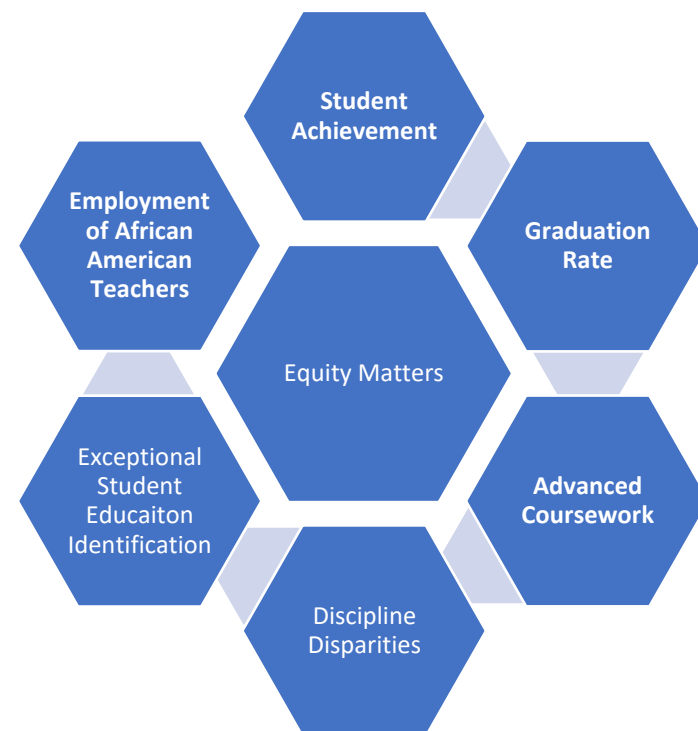 Student
Achievement
Graduation
Rate
Advanced
Coursework
Discipline
Disparities
Exceptional
Student
Educaiton
Identification
Employment
of African
American
Teachers
Equity Matters